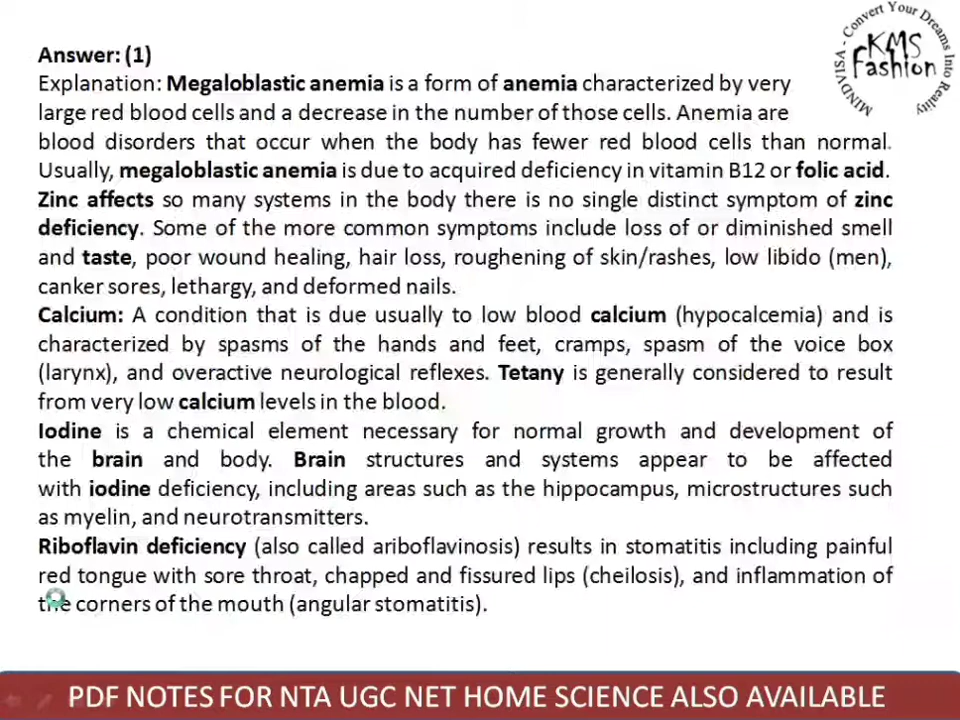 Answer: (1)
Explanation: Megaloblastic anemia is a form of anemia characterized by very
large red blood cells and a decrease in the number of those cells. Anemia are
blood disorders that occur when the body has fewer red blood cells than normal.
Usually, megaloblastic anemia is due to acquired deficiency in vitamin B12 or folic acid.
Zinc affects so many systems in the body there is no single distinct symptom of zinc
deficiency. Some of the more common symptoms include loss of or diminished smell
and taste, poor wound healing, hair loss, roughening of skin/rashes, low libido (men),
canker sores, lethargy, and deformed nails.
Calcium: A condition that is due usually to low blood calcium (hypocalcemia) and is
characterized by spasms of the hands and feet, cramps, spasm of the voice box
(larynx), and overactive neurological reflexes. Tetany is generally considered to result
from very low calcium levels in the blood.
Iodine is a chemical element necessary for normal growth and development of
the brain and body. Brain structures and systems appear to be affected
with iodine deficiency, including areas such as the hippocampus, microstructures such
as myelin, and neurotransmitters.
Riboflavin deficiency (also called ariboflavinosis) results in stomatitis including painful
red tongue with sore throat, chapped and fissured lips (cheilosis), and inflammation of
the corners of the mouth (angular stomatitis).
MINDVISA - Convert Your Dreams Into Reality
KMS
Fashion
PDF NOTES FOR NTA UGC NET HOME SCIENCE ALSO AVAILABLE